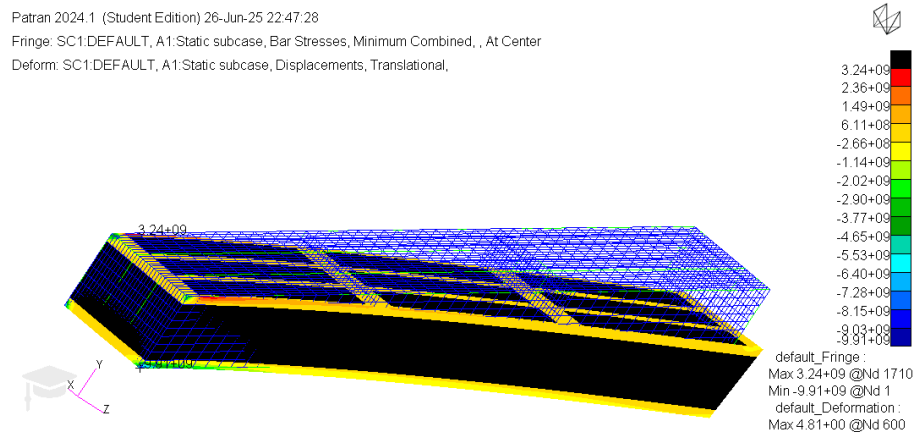 Patran 2024.1 (Student Edition) 26-Jun-25 22:47:28
Fringe: SC1:DEFAULT, A1:Static subcase, Bar Stresses, Minimum Combined, , At Center
Deform: SC1:DEFAULT, A1:Static subcase, Displacements, Translational,
3.24+09
2.36+09
1.49+09
6.11+08
-2.66+08
-1.14+09
-2.02+09
-2.90+09
-3.77+09
-4.65+09
-5.53+09
-6.40+09
-7.28+09
-8.15+09
-9.03+09
-9.91+09
3.24+09
default_Fringe :
Max 3.24+09 @Nd 1710
Min -9.91+09 @Nd 1
default_Deformation :
Max 4.81+00 @Nd 600
X
Y
Z